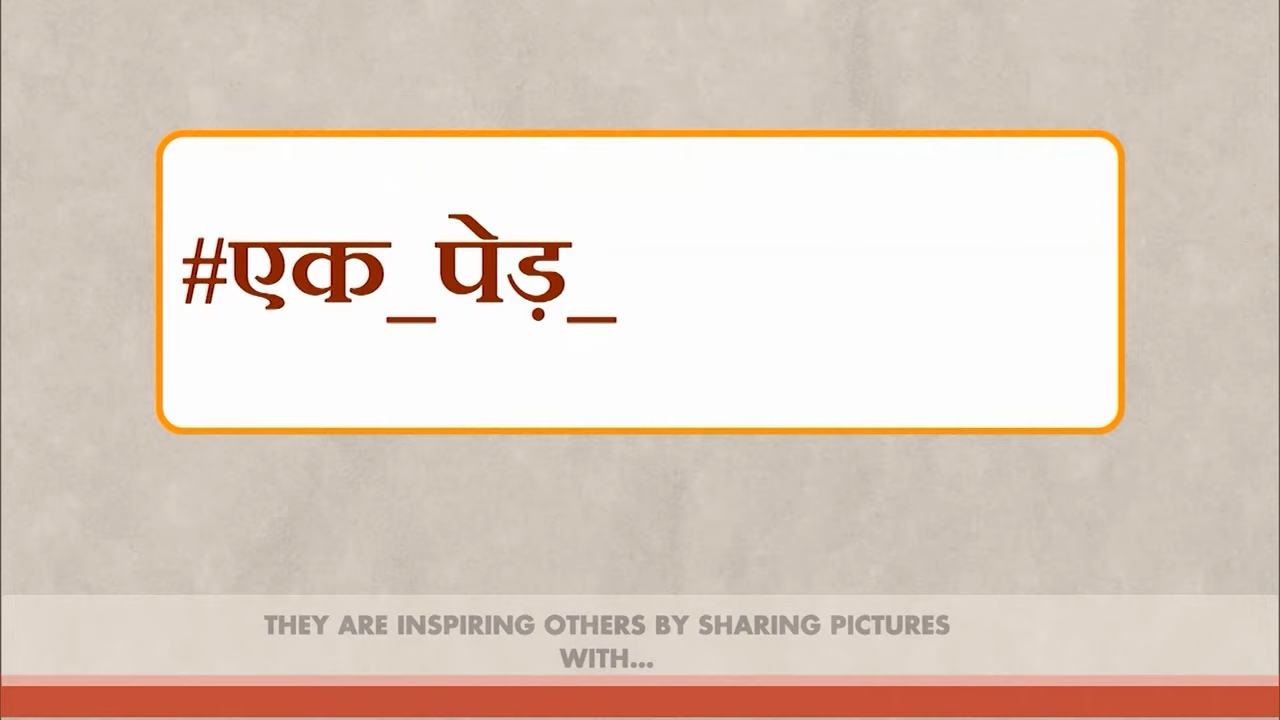 #एक_पेड़_
THEY ARE INSPIRING OTHERS BY SHARING PICTURES
WITH...